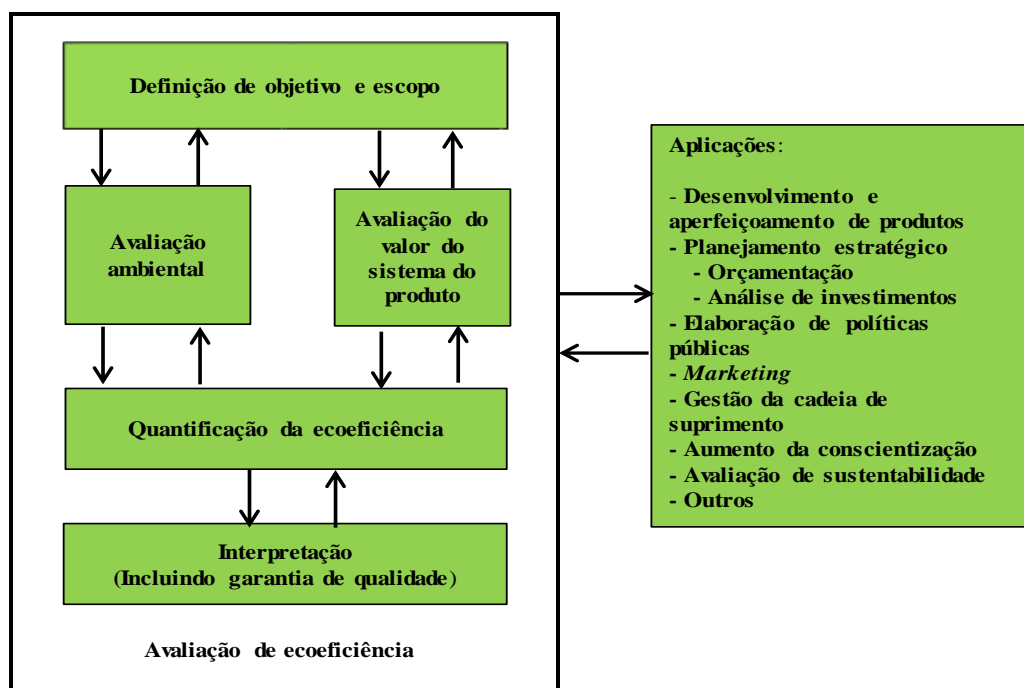 Definição de objetivo e escopo
Avaliação
ambiental
Avaliação do
valor do
sistema do
produto
Quantificação da ecoeficiência
Interpretação
(Incluindo garantia de qualidade)
Avaliação de ecoeficiência
Aplicações:
- Desenvolvimento e
aperfeiçoamento de produtos
- Planejamento estratégico
- Orçamentação
- Análise de investimentos
- Elaboração de políticas
públicas
- Marketing
- Gestão da cadeia de
suprimento
- Aumento da conscientização
- Avaliação de sustentabilidade
- Outros